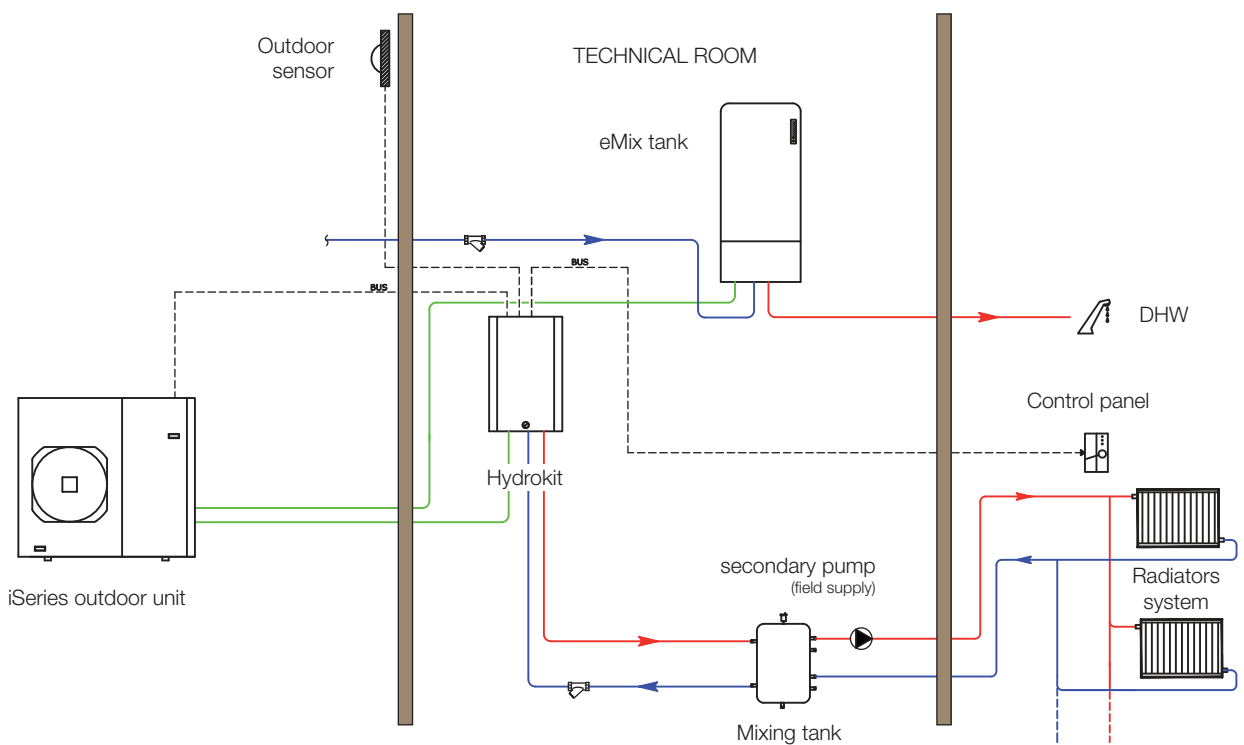 Outdoor
sensor
TECHNICAL ROOM
eMix tank
BUS
BUS
DHW
Control panel
Hydrokit
iSeries outdoor unit
secondary pump
(field supply)
Radiators
system
Mixing tank